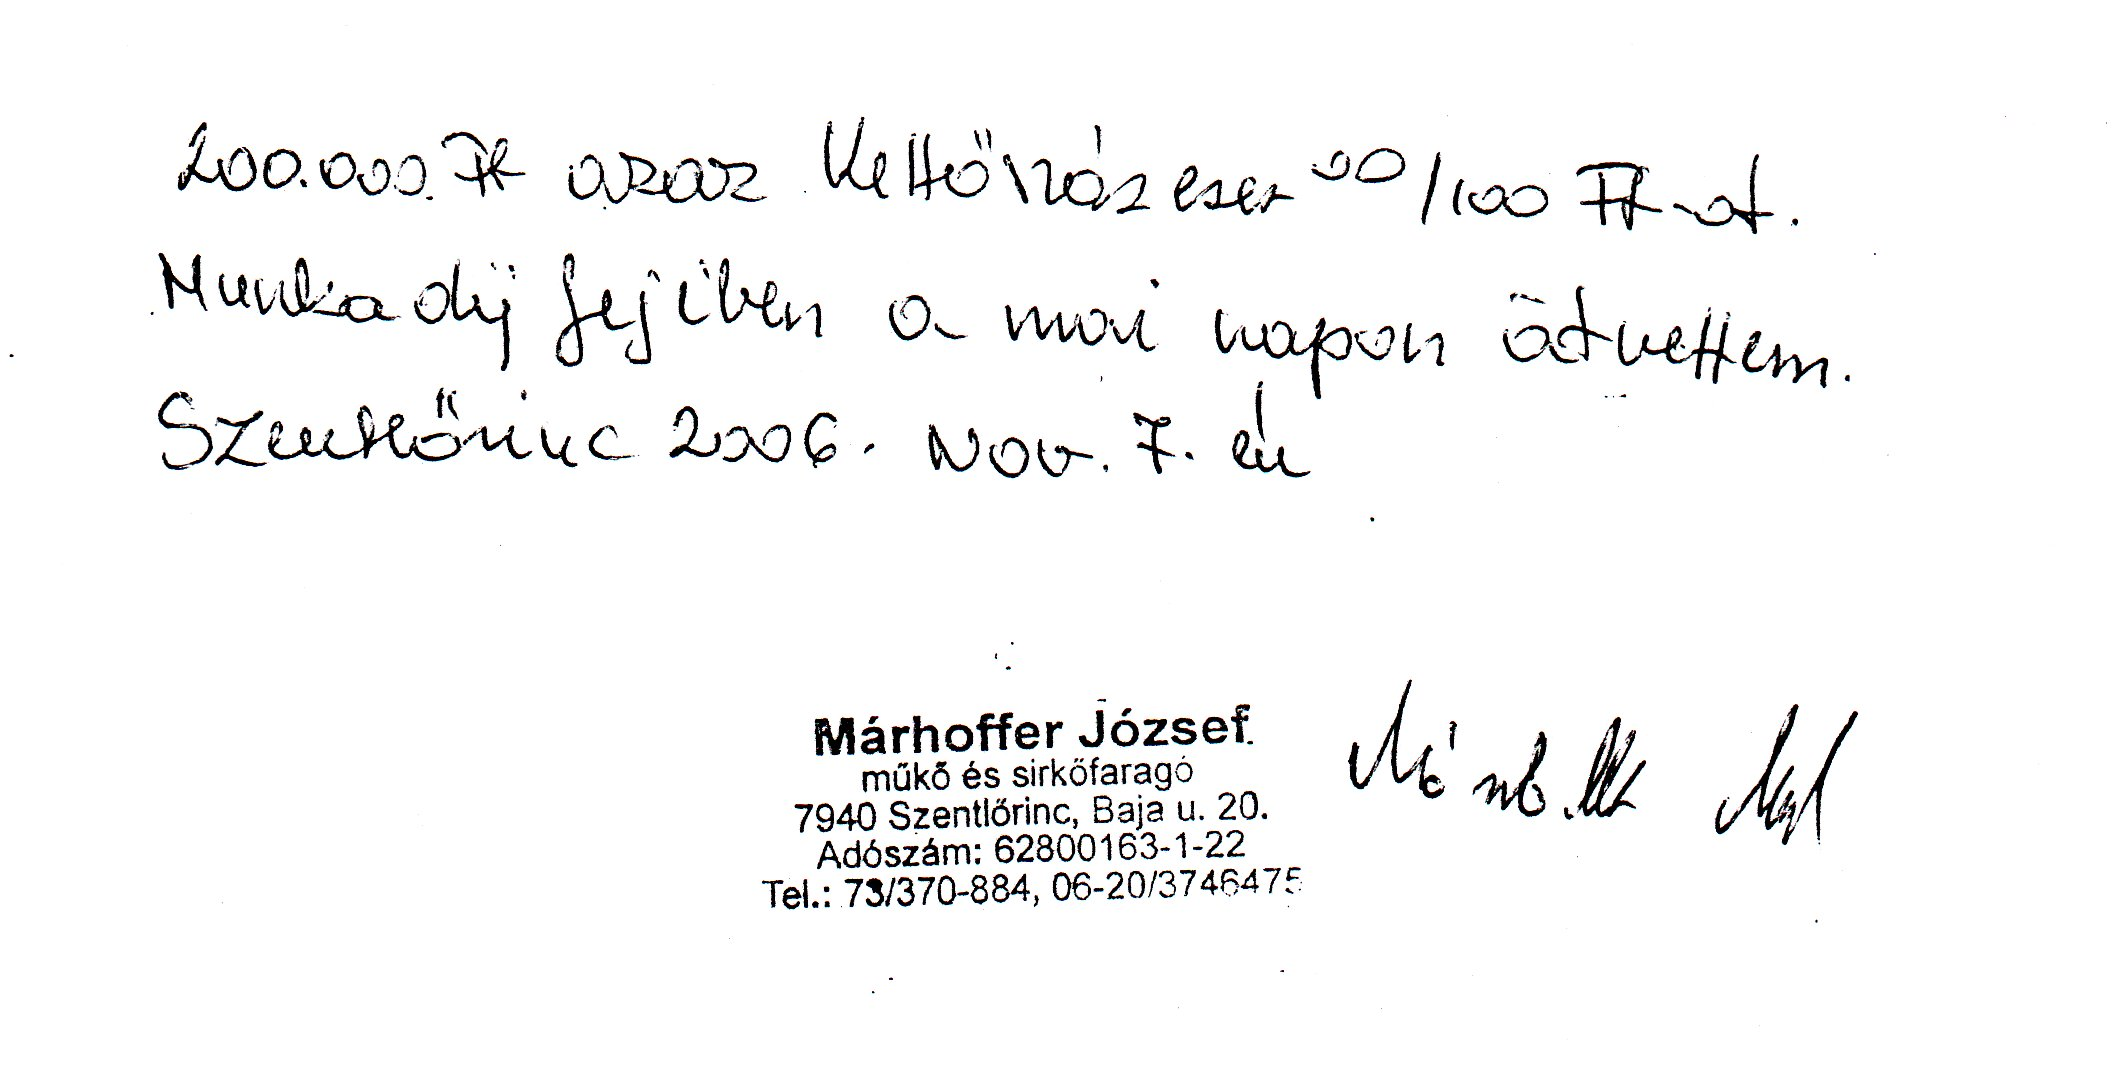 200.000.Ft azaz Kettőszázezer 00/100 Ft-ot.
Munkadíj fejében a mai napon átvettem.
Szentlőrinc 2006. Nov. 7. én
Márhoffer József
műkő és sirkőfaragó
7940 Szentlőrinc, Baja u. 20.
Adószám: 62800163-1-22
Tel.: 73/370-884, 06-20/3746475